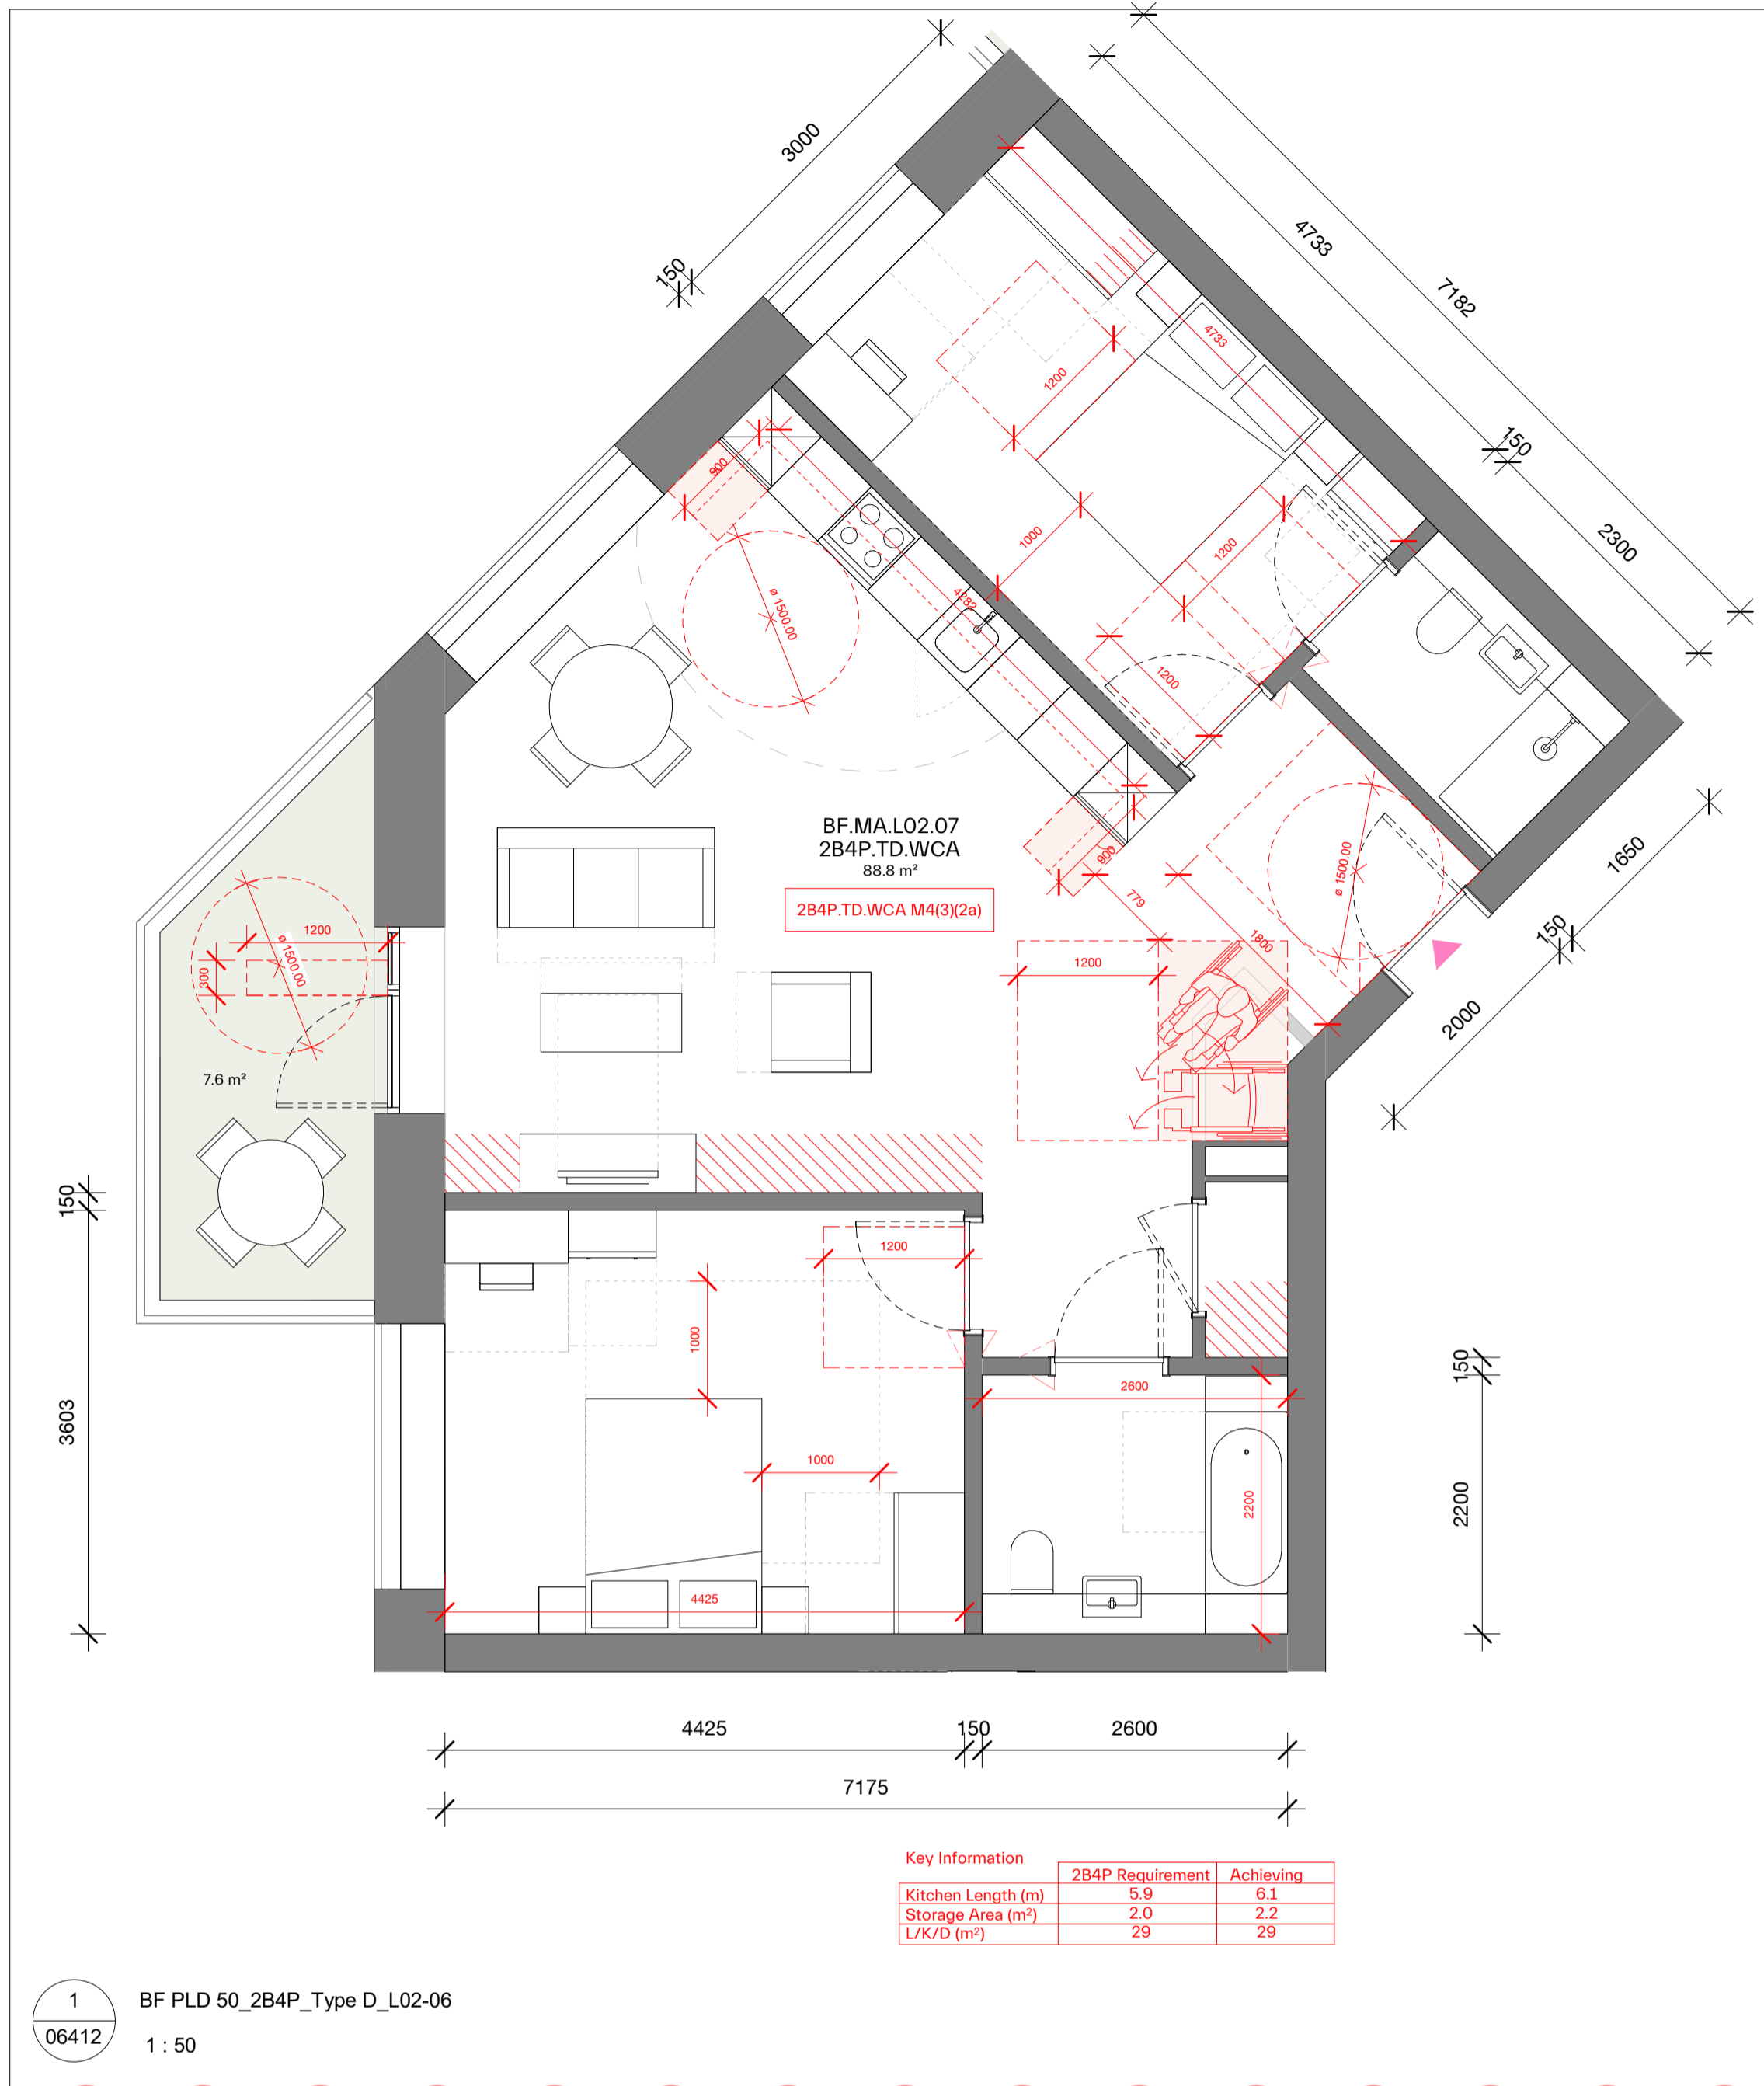 3000
150
4733
7182
150
2300
1650
150
2000
4733
1200
1000
1200
1200
900
ø 1500.00
4282
BF.MA.L02.07
2B4P.TD.WCA
88.8 m²
2B4P.TD.WCA M4(3)(2a)
900
779
ø 1500.00
1800
1200
1200
300
ø 1500.00
7.6 m²
150
3603
1200
1000
1000
4425
2600
2200
150
2200
4425
150
2600
7175
Key Information
2B4P Requirement Achieving
Kitchen Length (m) 5.9 6.1
Storage Area (m²) 2.0 2.2
L/K/D (m²) 29 29
1
06412
BF PLD 50_2B4P_Type D_L02-06
1 : 50